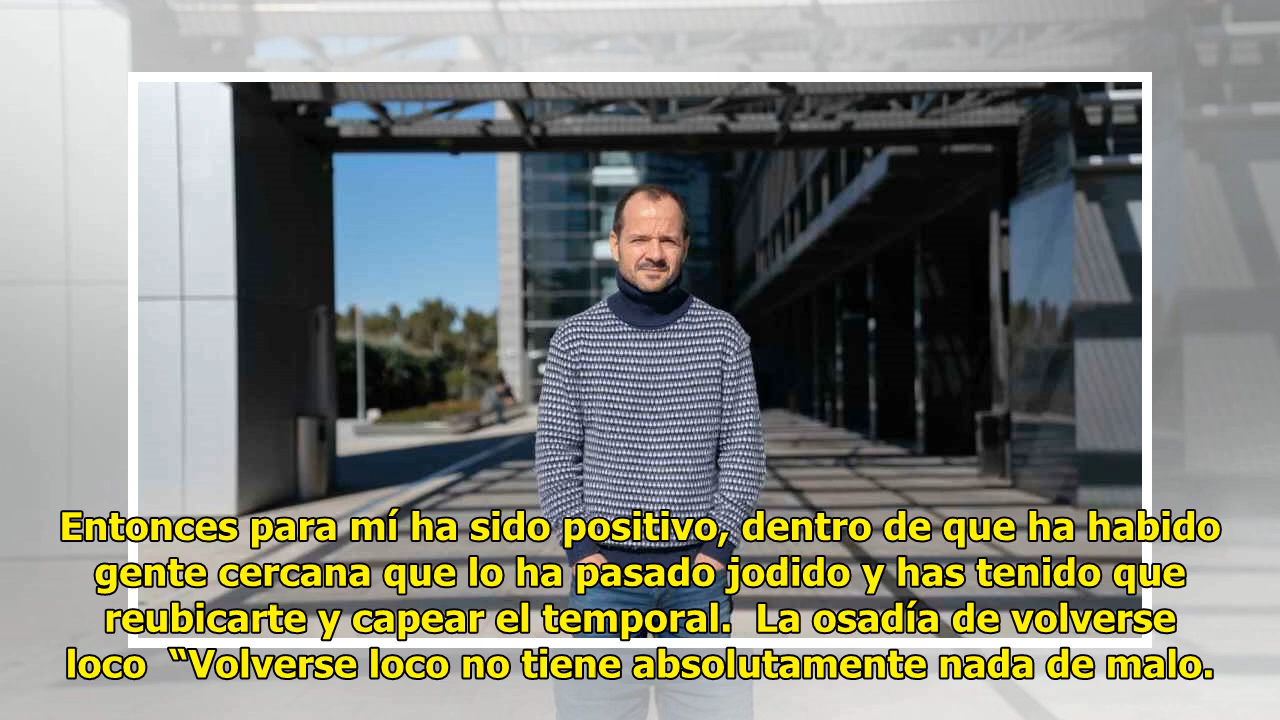 Entonces para mí ha sido positivo, dentro de que ha habido
gente cercana que lo ha pasado jodido y has tenido que
reubicarte y capear el temporal.  La osadía de volverse
loco  “Volverse loco no tiene absolutamente nada de malo.